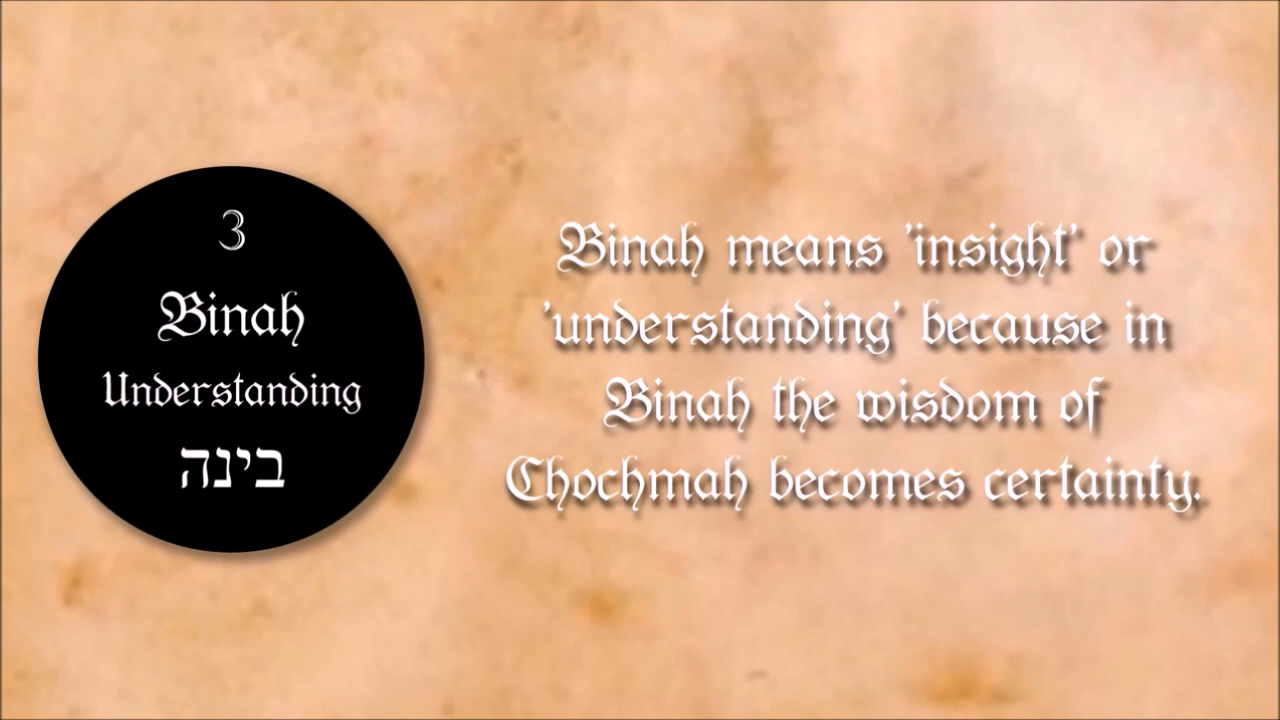 3
Binah
Understanding
בינה
Binah means 'insight' or
'understanding' because in
Binah the wisdom of
Chochmah becomes certainty.